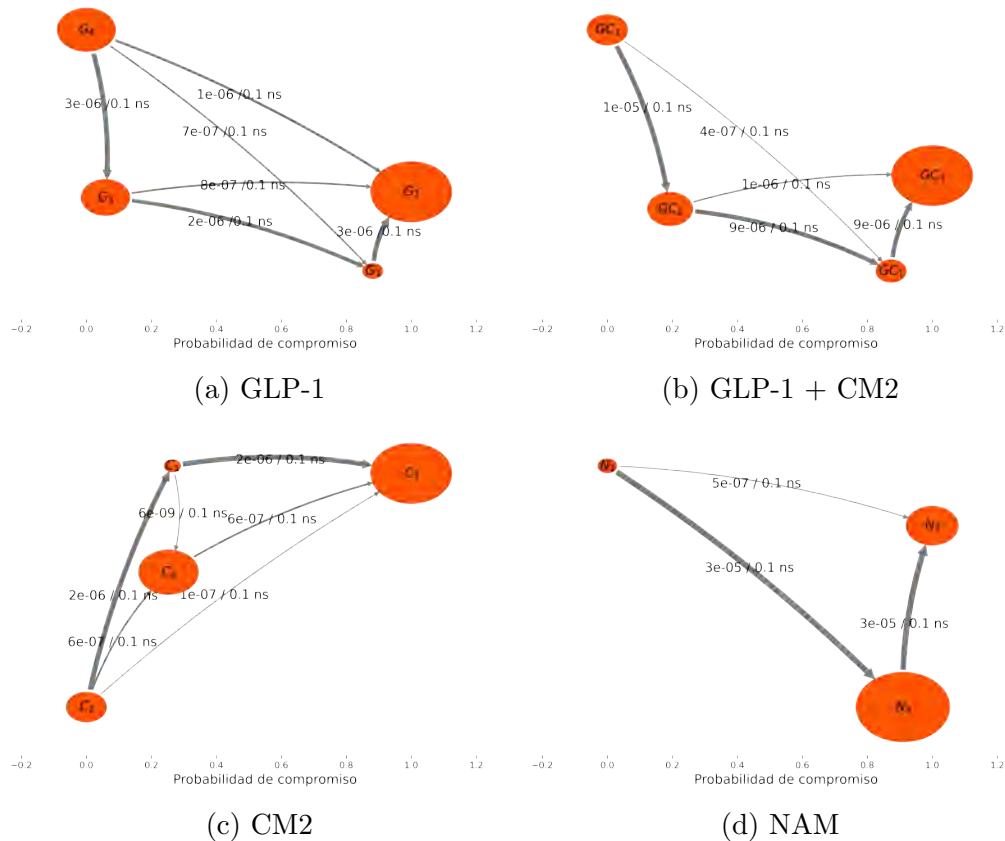 G₄
3e-06 /0.1 ns
1e-06 /0.1 ns
7e-07 /0.1 ns
8e-07 /0.1 ns
2e-06 /0.1 ns
3e-06 /0.1 ns
−0.2 0.0 0.2 0.4 0.6 0.8 1.0 1.2
Probabilidad de compromiso
(a) GLP-1
1e-05 / 0.1 ns
4e-07 / 0.1 ns
1e-06 / 0.1 ns
9e-06 / 0.1 ns
9e-06 / 0.1 ns
−0.2 0.0 0.2 0.4 0.6 0.8 1.0 1.2
Probabilidad de compromiso
(b) GLP-1 + CM2
2e-06 / 0.1 ns
6e-09 / 0.1 ns
6e-07 / 0.1 ns
2e-06 / 0.1 ns
1e-07 / 0.1 ns
6e-07 / 0.1 ns
−0.2 0.0 0.2 0.4 0.6 0.8 1.0 1.2
Probabilidad de compromiso
(c) CM2
5e-07 / 0.1 ns
3e-05 / 0.1 ns
3e-05 / 0.1 ns
−0.2 0.0 0.2 0.4 0.6 0.8 1.0 1.2
Probabilidad de compromiso
(d) NAM